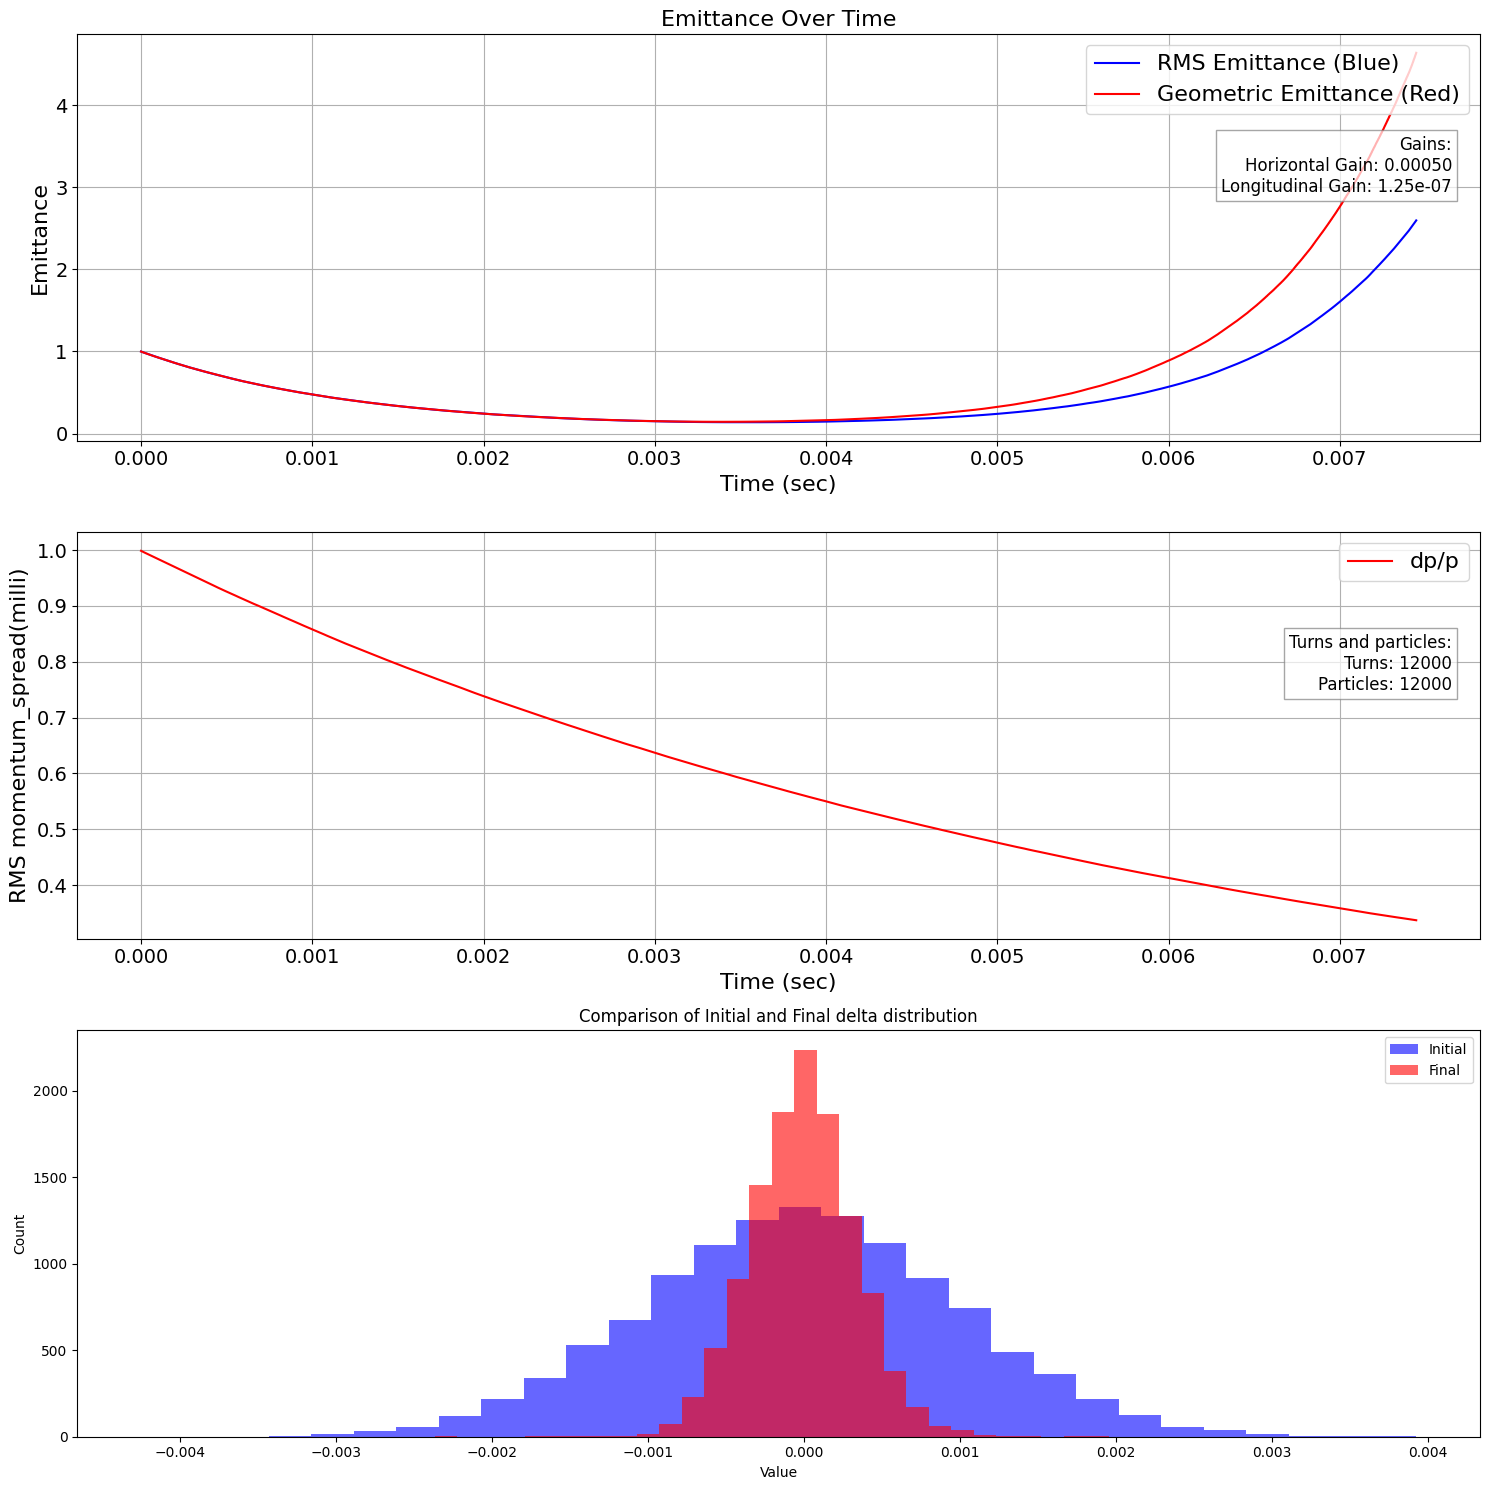 Emittance Over Time
RMS Emittance (Blue)
Geometric Emittance (Red)
Gains:
Horizontal Gain: 0.00050
Longitudinal Gain: 1.25e-07
Emittance
4
3
2
1
0
0.000 0.001 0.002 0.003 0.004 0.005 0.006 0.007
Time (sec)
dp/p
Turns and particles:
Turns: 12000
Particles: 12000
RMS momentum_spread(milli)
1.0
0.9
0.8
0.7
0.6
0.5
0.4
0.000 0.001 0.002 0.003 0.004 0.005 0.006 0.007
Time (sec)
Comparison of Initial and Final delta distribution
Initial
Final
Count
2000
1500
1000
500
0
−0.004 −0.003 −0.002 −0.001 0.000 0.001 0.002 0.003 0.004
Value